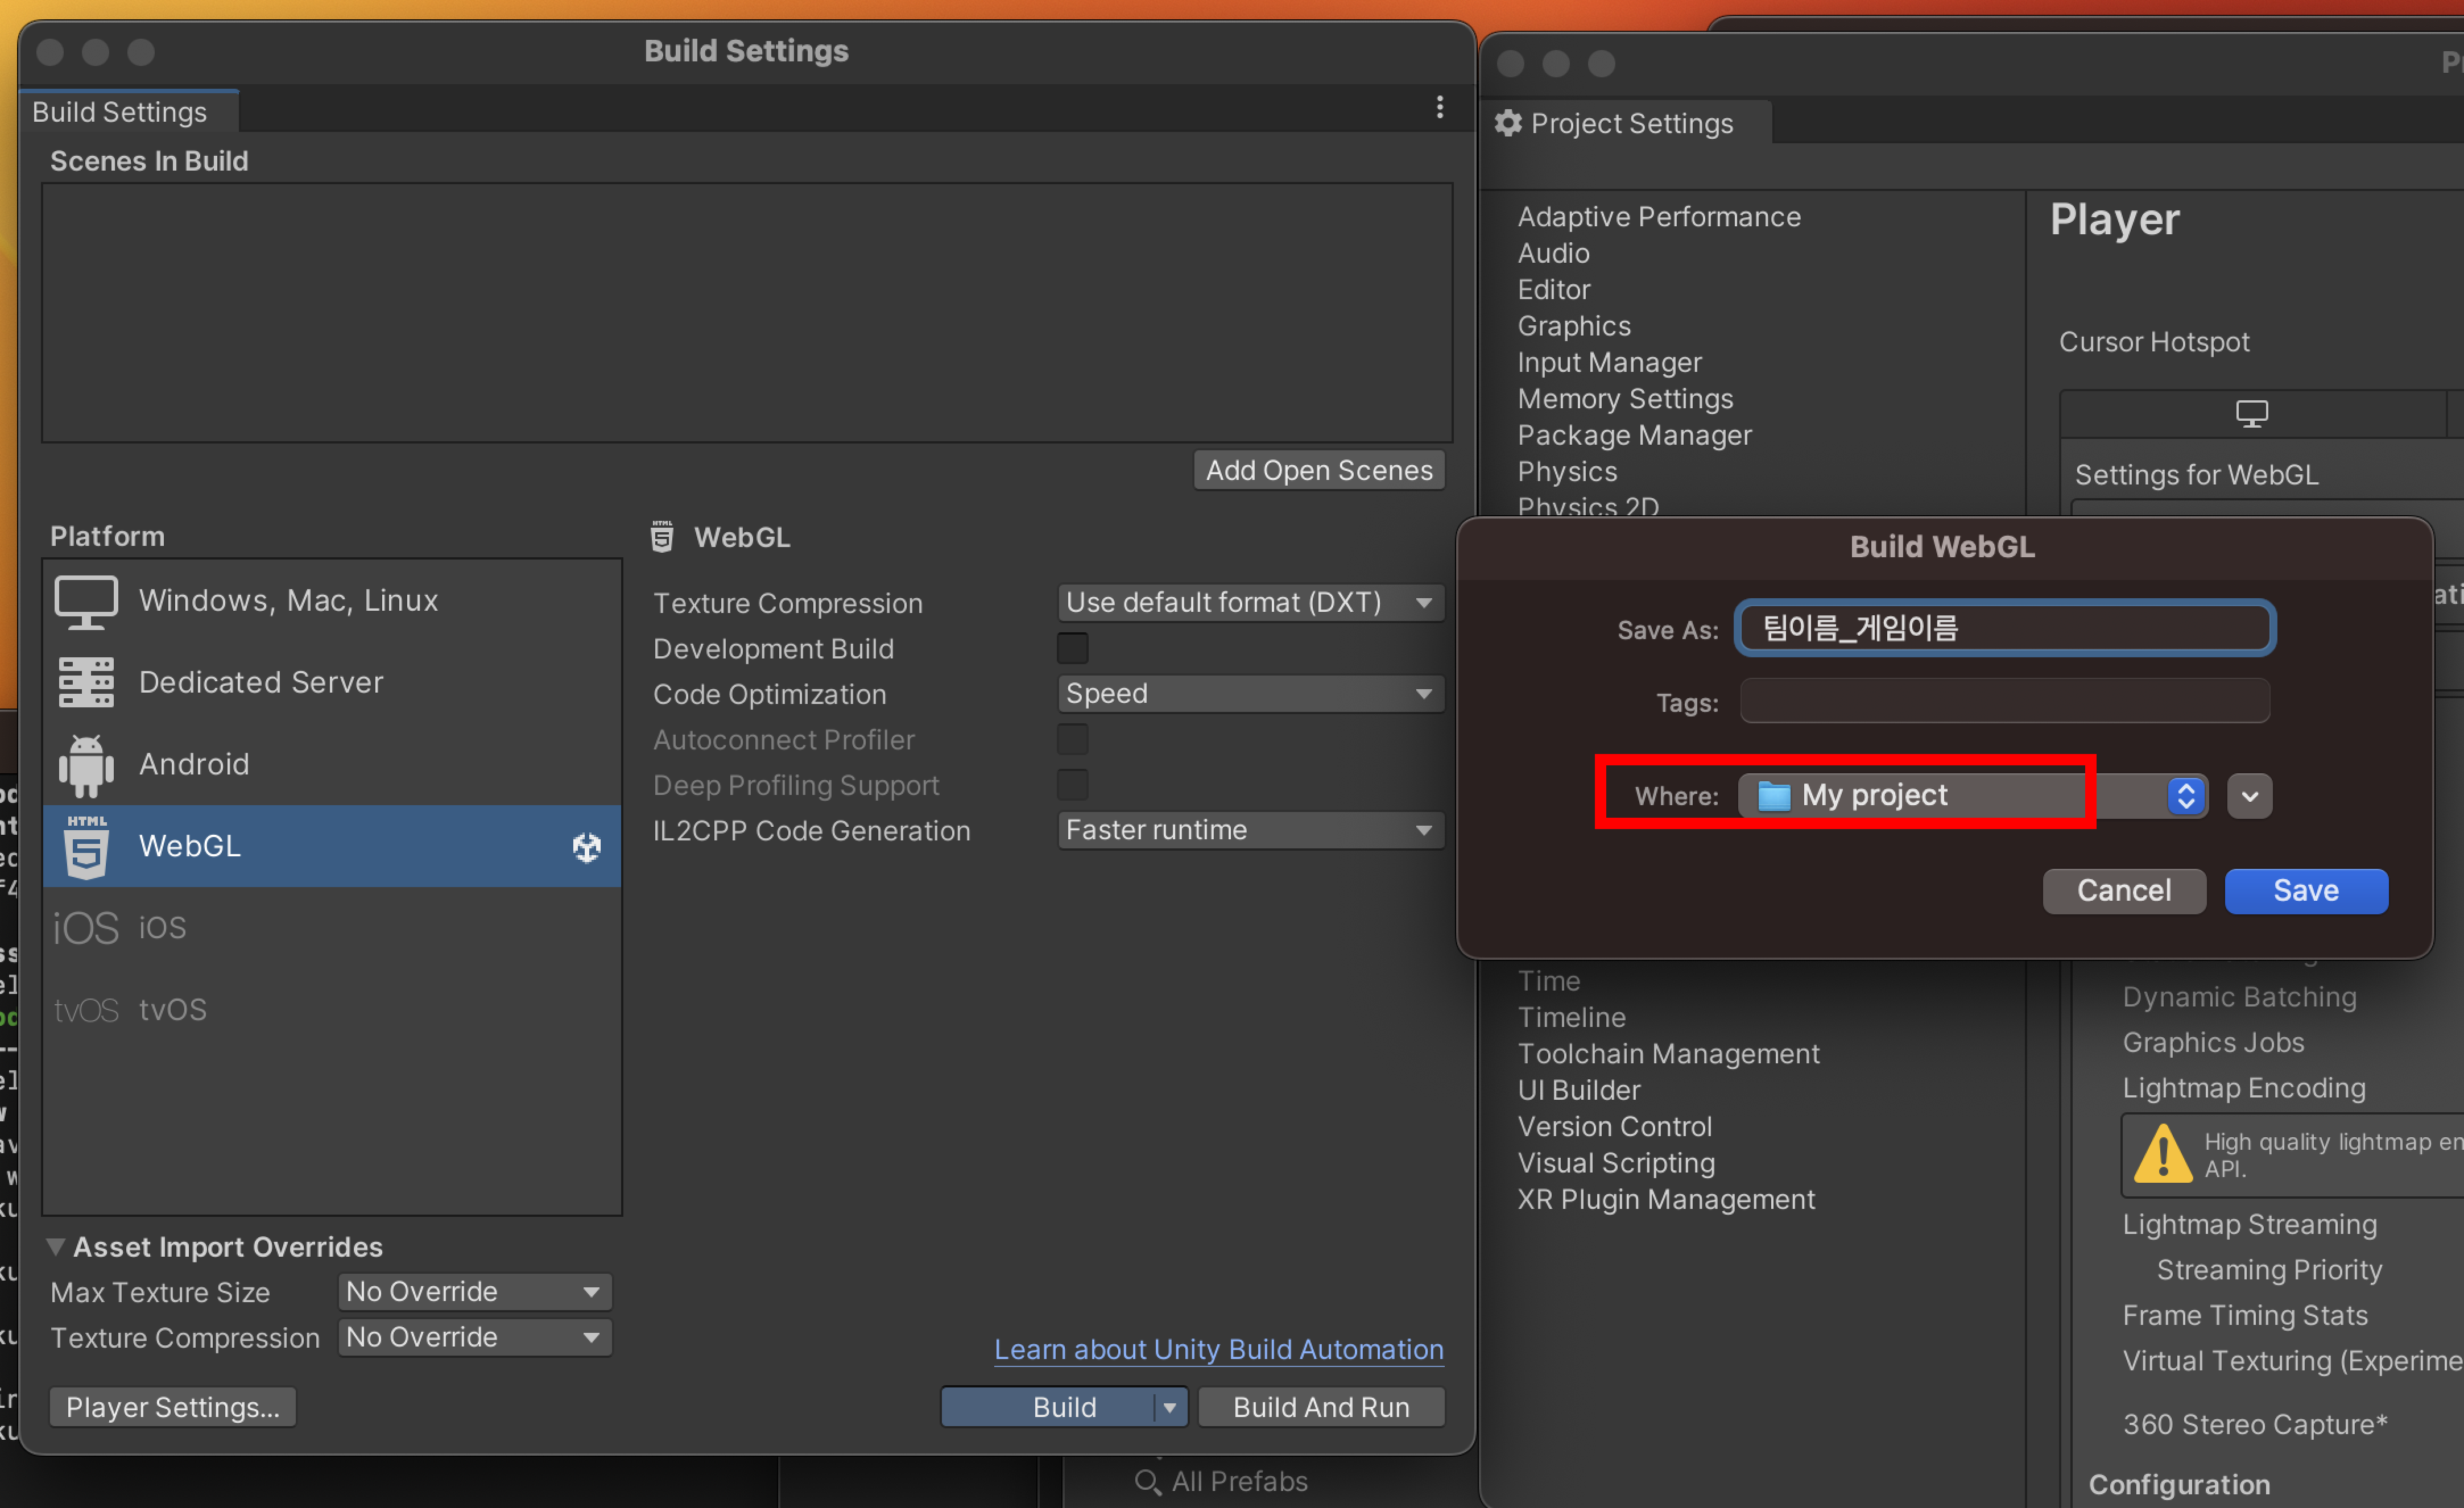 Build Settings
Build Settings
Scenes In Build
Add Open Scenes
Platform
Windows, Mac, Linux
Dedicated Server
Android
HTML
5
WebGL
iOS iOS
tvOS tvOS
HTML
5
WebGL
Texture Compression Use default format (DXT)
Development Build
Code Optimization Speed
Autoconnect Profiler
Deep Profiling Support
IL2CPP Code Generation Faster runtime
Asset Import Overrides
Max Texture Size No Override
Texture Compression No Override
Learn about Unity Build Automation
Player Settings...
Build
Build And Run
All Prefabs
Project Settings
Adaptive Performance
Audio
Editor
Graphics
Input Manager
Memory Settings
Package Manager
Physics
Physics 2D
Time
Timeline
Toolchain Management
UI Builder
Version Control
Visual Scripting
XR Plugin Management
Player
Cursor Hotspot
Settings for WebGL
Build WebGL
Save As: 팀이름_게임이름
Tags:
Where: My project
Cancel Save
Dynamic Batching
Graphics Jobs
Lightmap Encoding
High quality lightmap en
API.
Lightmap Streaming
Streaming Priority
Frame Timing Stats
Virtual Texturing (Experime
360 Stereo Capture*
Configuration